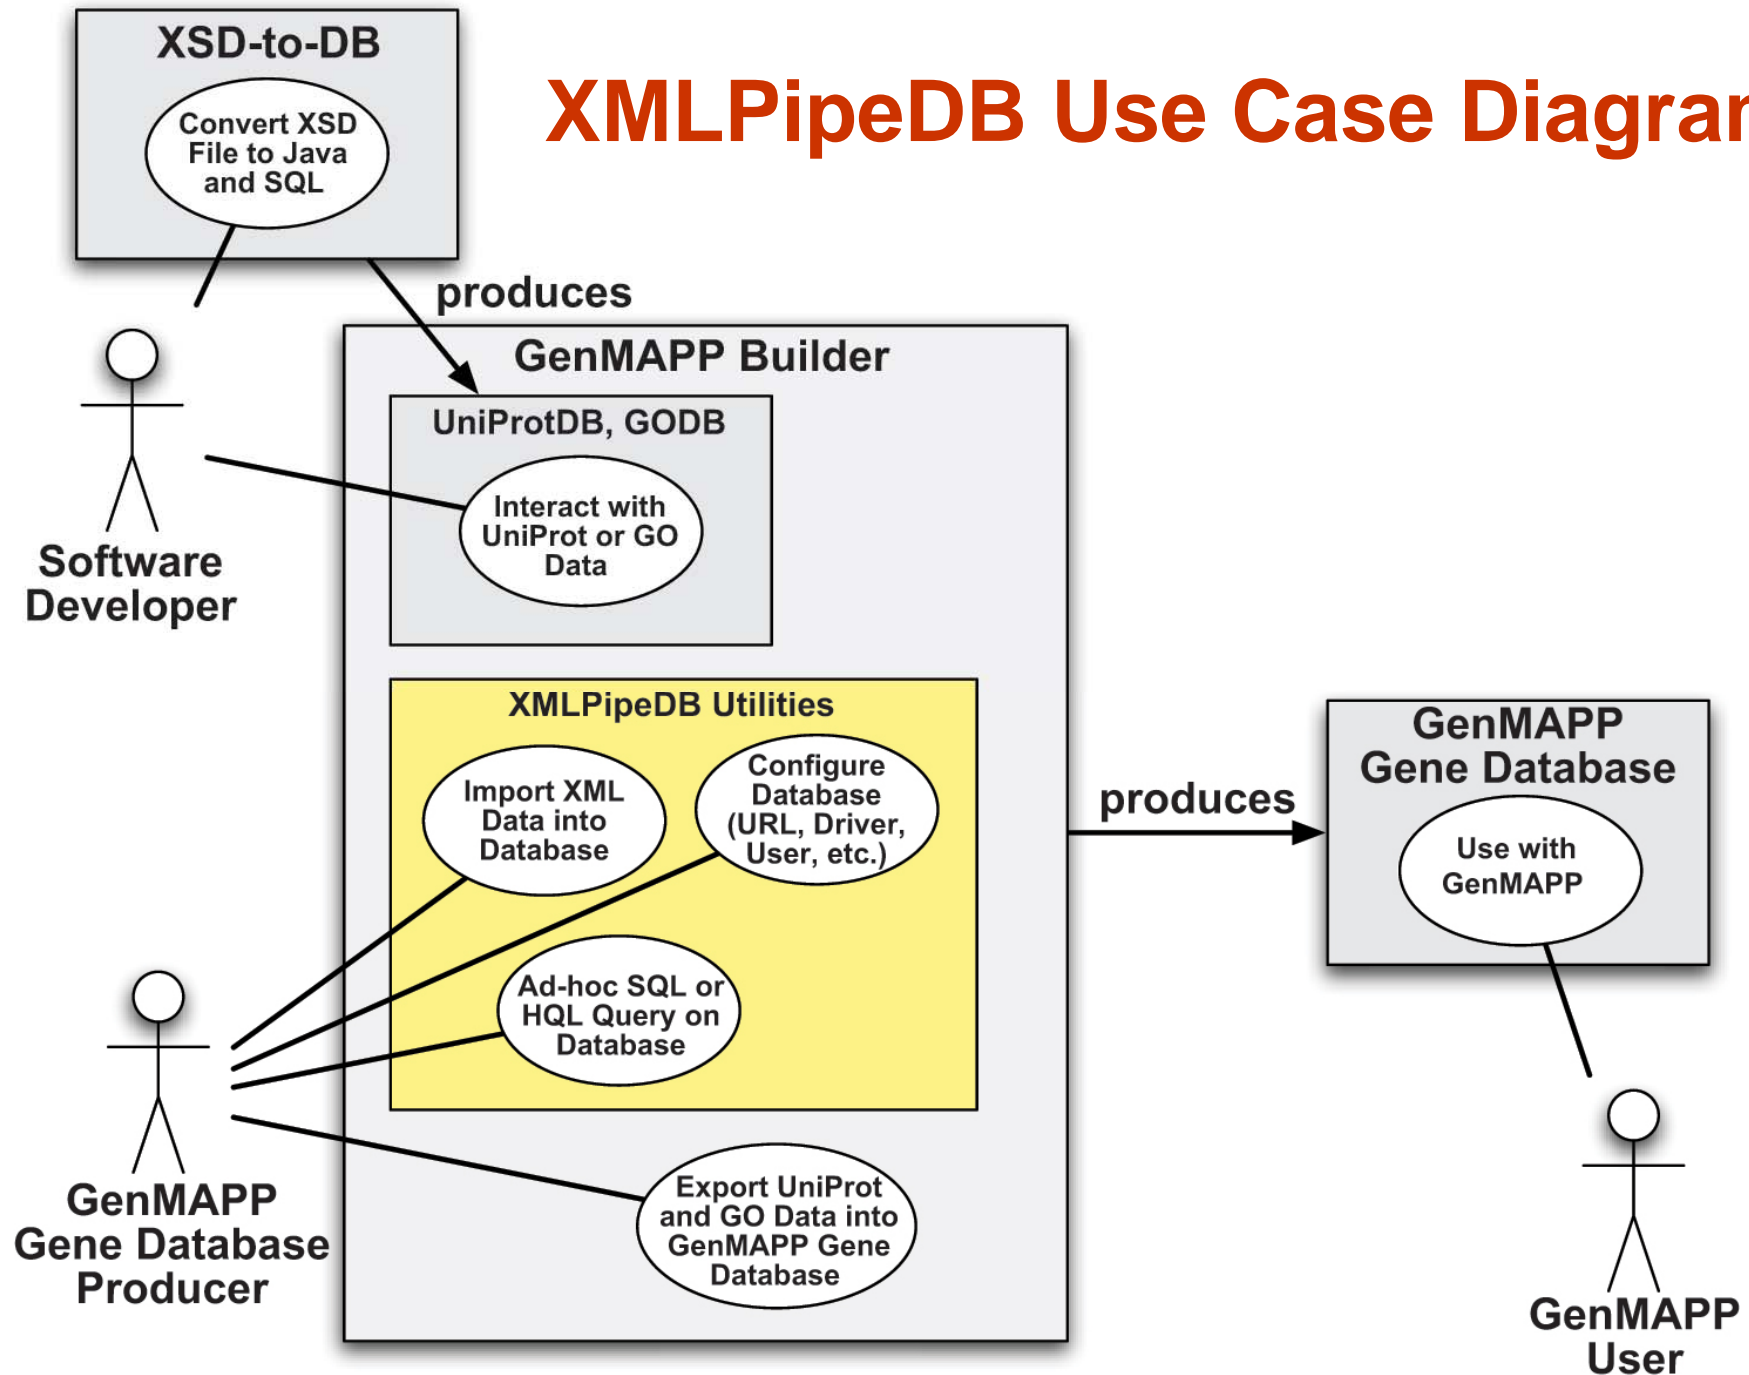 XSD-to-DB
Convert XSD
File to Java
and SQL
XMLPipeDB Use Case Diagram
produces
GenMAPP Builder
UniProtDB, GODB
Interact with
UniProt or GO
Data
Software
Developer
XMLPipeDB Utilities
Import XML
Data into
Database
Configure
Database
(URL, Driver,
User, etc.)
Ad-hoc SQL or
HQL Query on
Database
GenMAPP
Gene Database
Producer
Export UniProt
and GO Data into
GenMAPP Gene
Database
produces
GenMAPP
Gene Database
Use with
GenMAPP
GenMAPP
User